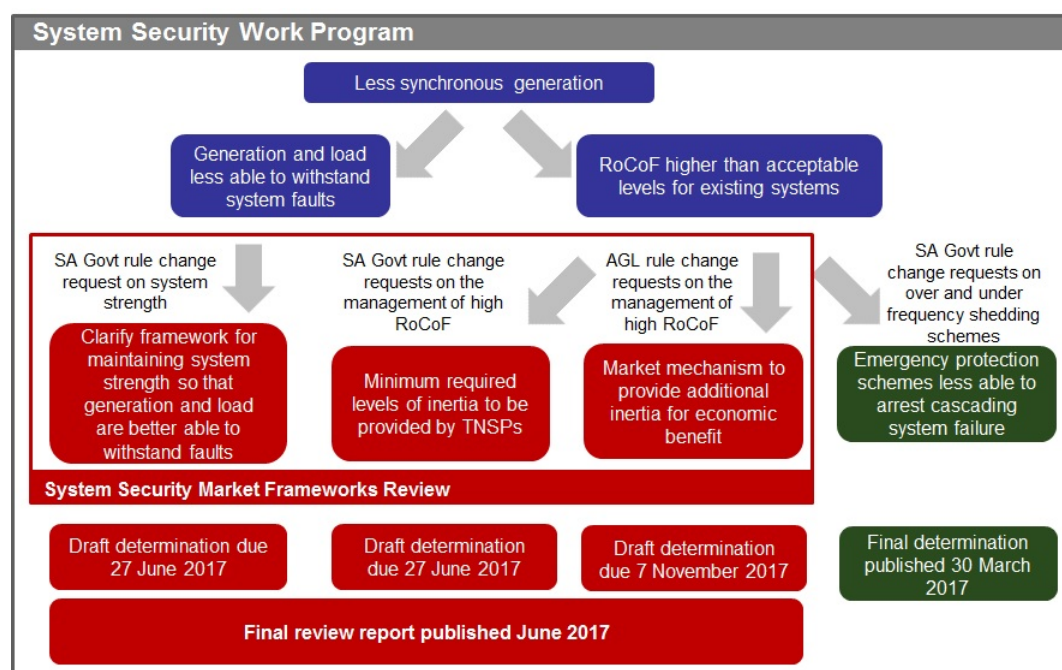 System Security Work Program
Less synchronous generation
Generation and load
less able to withstand
system faults
RoCoF higher than acceptable
levels for existing systems
SA Govt rule change
request on system
strength
SA Govt rule change
requests on the
management of high
RoCoF
AGL rule change
requests on the
management of
high RoCoF
SA Govt rule
change requests on
over and under
frequency shedding
schemes
Clarify framework for
maintaining system
strength so that
generation and load
are better able to
withstand faults
Minimum required
levels of inertia to be
provided by TNSPs
Market mechanism to
provide additional
inertia for economic
benefit
Emergency protection
schemes less able to
arrest cascading
system failure
System Security Market Frameworks Review
Draft determination due
27 June 2017
Draft determination
due 27 June 2017
Draft determination
due 7 November 2017
Final determination
published 30 March
2017
Final review report published June 2017